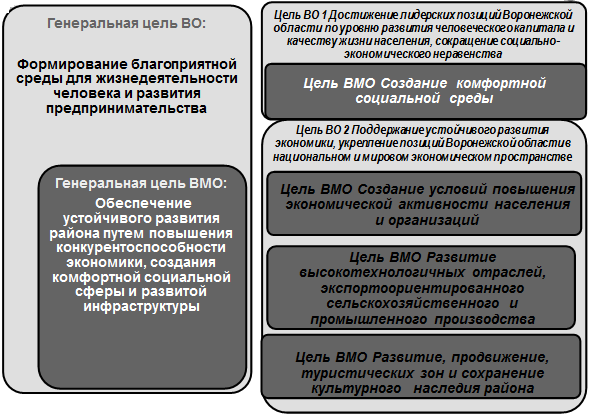 Генеральная цель ВО:
Формирование благоприятной
среды для жизнедеятельности
человека и развития
предпринимательства
Генеральная цель ВМО:
Обеспечение
устойчивого развития
района путем повышения
конкурентоспособности
экономики, создания
комфортной социальной
сферы и развитой
инфраструктуры
Цель ВО 1 Достижение лидерских позиций Воронежской
области по уровню развития человеческого капитала и
качеству жизни населения, сокращение социально-
экономического неравенства
Цель ВМО Создание комфортной
социальной среды
Цель ВО 2 Поддержание устойчивого развития
экономики, укрепление позиций Воронежской области в
национальном и мировом экономическом пространстве
Цель ВМО Создание условий повышения
экономической активности населения
и организаций
Цель ВМО Развитие
высокотехнологичных отраслей,
экспортоориентированного
сельскохозяйственного и
промышленного производства
Цель ВМО Развитие, продвижение,
туристических зон и сохранение
культурного наследия района